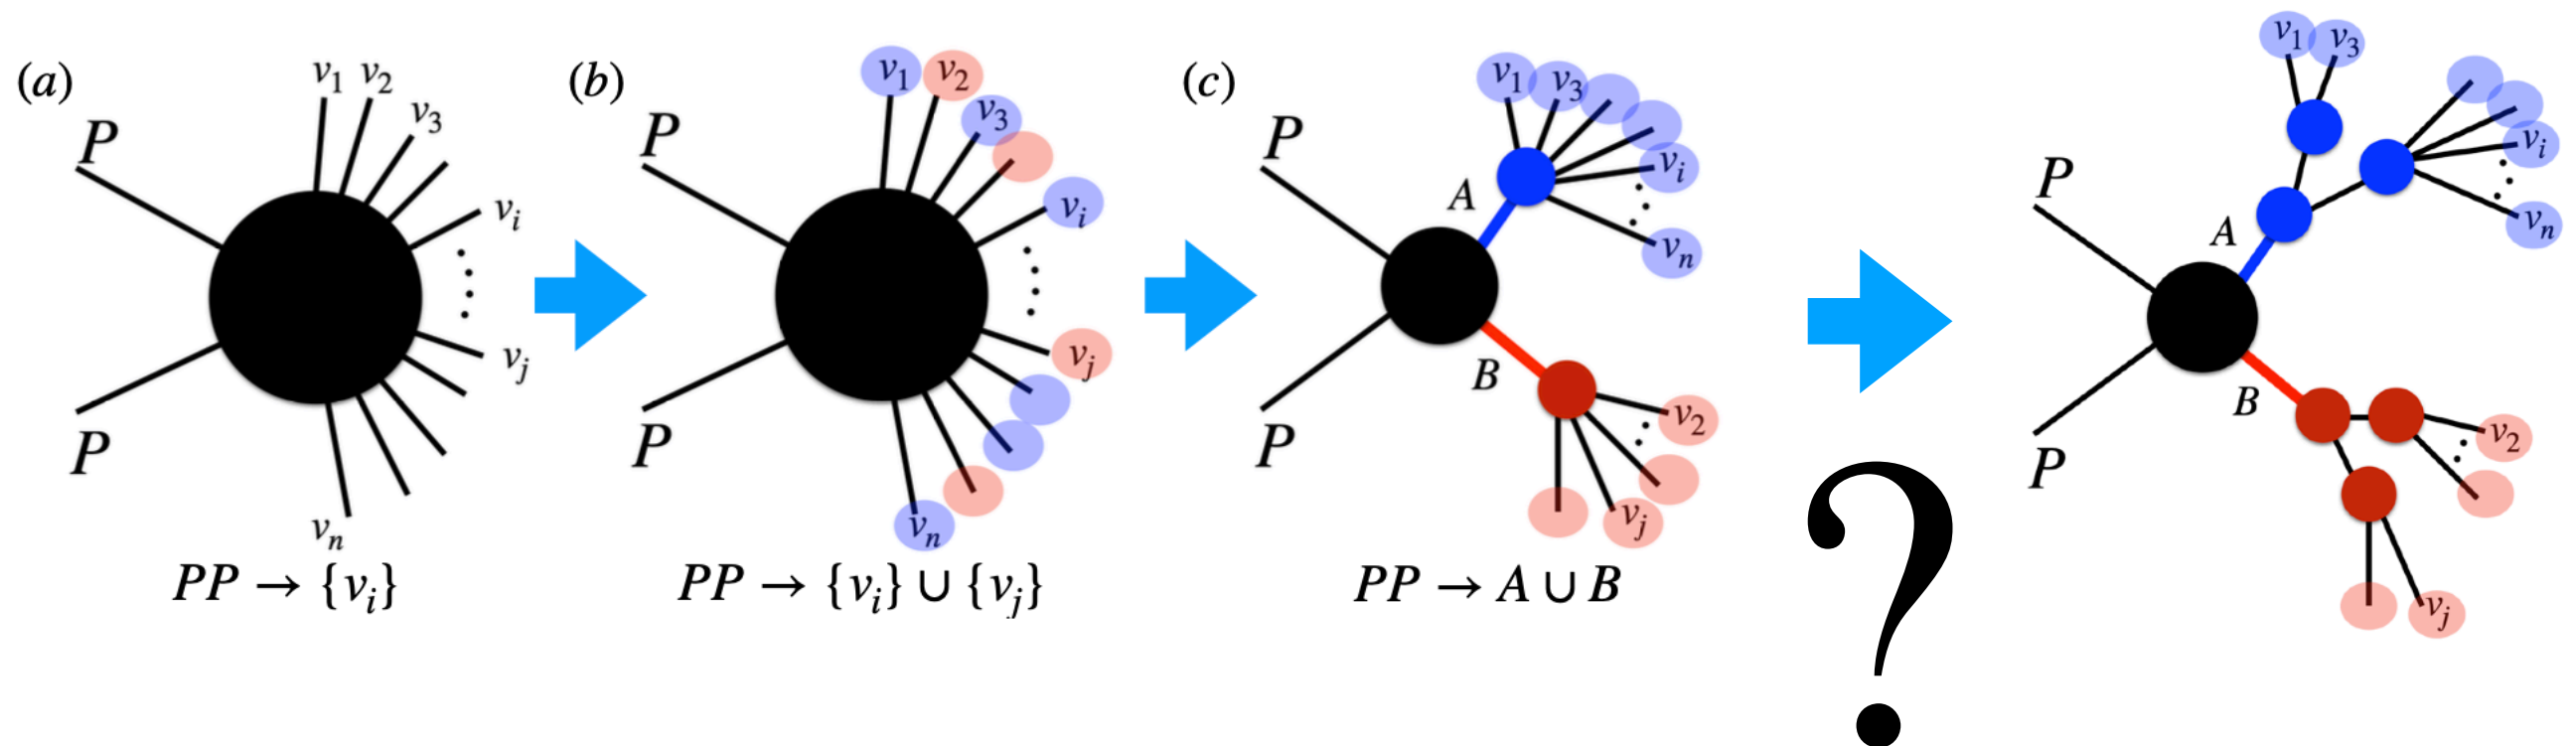 (a)
P
P
v1
v2
v3
vi
vj
vn
PP → {vi}
(b)
P
P
v1
v2
v3
vi
vj
vn
PP → {vi} ∪ {vj}
(c)
P
P
A
B
v1
v3
vi
vn
v2
vj
PP → A ∪ B
?
P
P
A
B
v1
v3
vi
vn
v2
vj